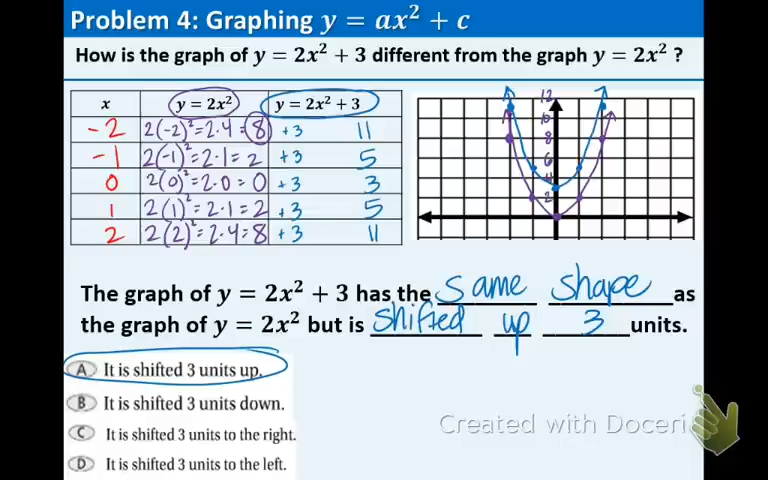 Problem 4: Graphing y = ax² + c
How is the graph of y = 2x² + 3 different from the graph y = 2x² ?
x y = 2x² y = 2x² + 3
-2 2(-2)²=2·4=8 +3 11
-1 2(-1)²=2·1=2 +3 5
0 2(0)²=2·0=0 +3 3
1 2(1)²=2·1=2 +3 5
2 2(2)²=2·4=8 +3 11
12
10
8
6
4
2
The graph of y = 2x² + 3 has the same shape as
the graph of y = 2x² but is shifted up 3 units.
A It is shifted 3 units up.
B It is shifted 3 units down.
C It is shifted 3 units to the right.
D It is shifted 3 units to the left.
Created with Doceri